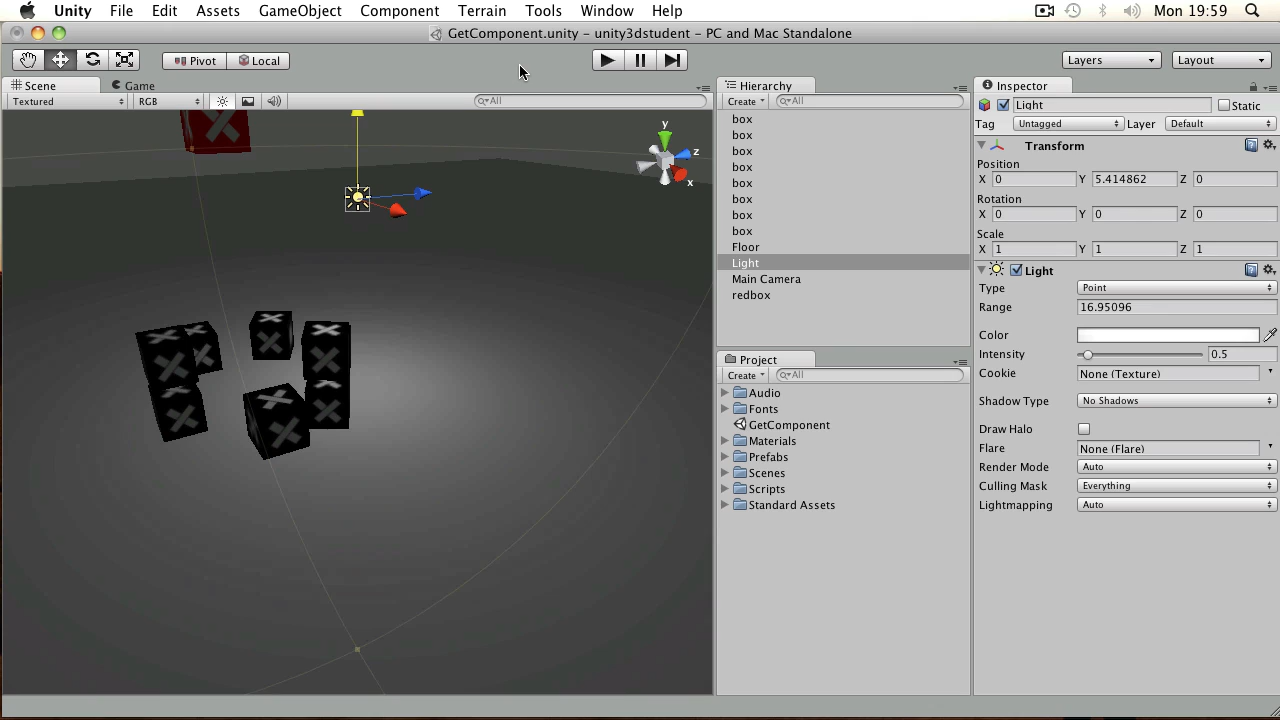 Unity File Edit Assets GameObject Component Terrain Tools Window Help Mon 19:59
GetComponent.unity – unity3dstudent – PC and Mac Standalone
Pivot Local Layers Layout
Scene Game
Textured RGB All
x y z
Hierarchy
Create All
box
box
box
box
box
box
box
box
Floor
Light
Main Camera
redbox
Project
Create All
Audio
Fonts
GetComponent
Materials
Prefabs
Scenes
Scripts
Standard Assets
Inspector
Light Static
Tag Untagged Layer Default
Transform
Position
X 0 Y 5.414862 Z 0
Rotation
X 0 Y 0 Z 0
Scale
X 1 Y 1 Z 1
Light
Type Point
Range 16.95096
Color
Intensity 0.5
Cookie None (Texture)
Shadow Type No Shadows
Draw Halo
Flare None (Flare)
Render Mode Auto
Culling Mask Everything
Lightmapping Auto